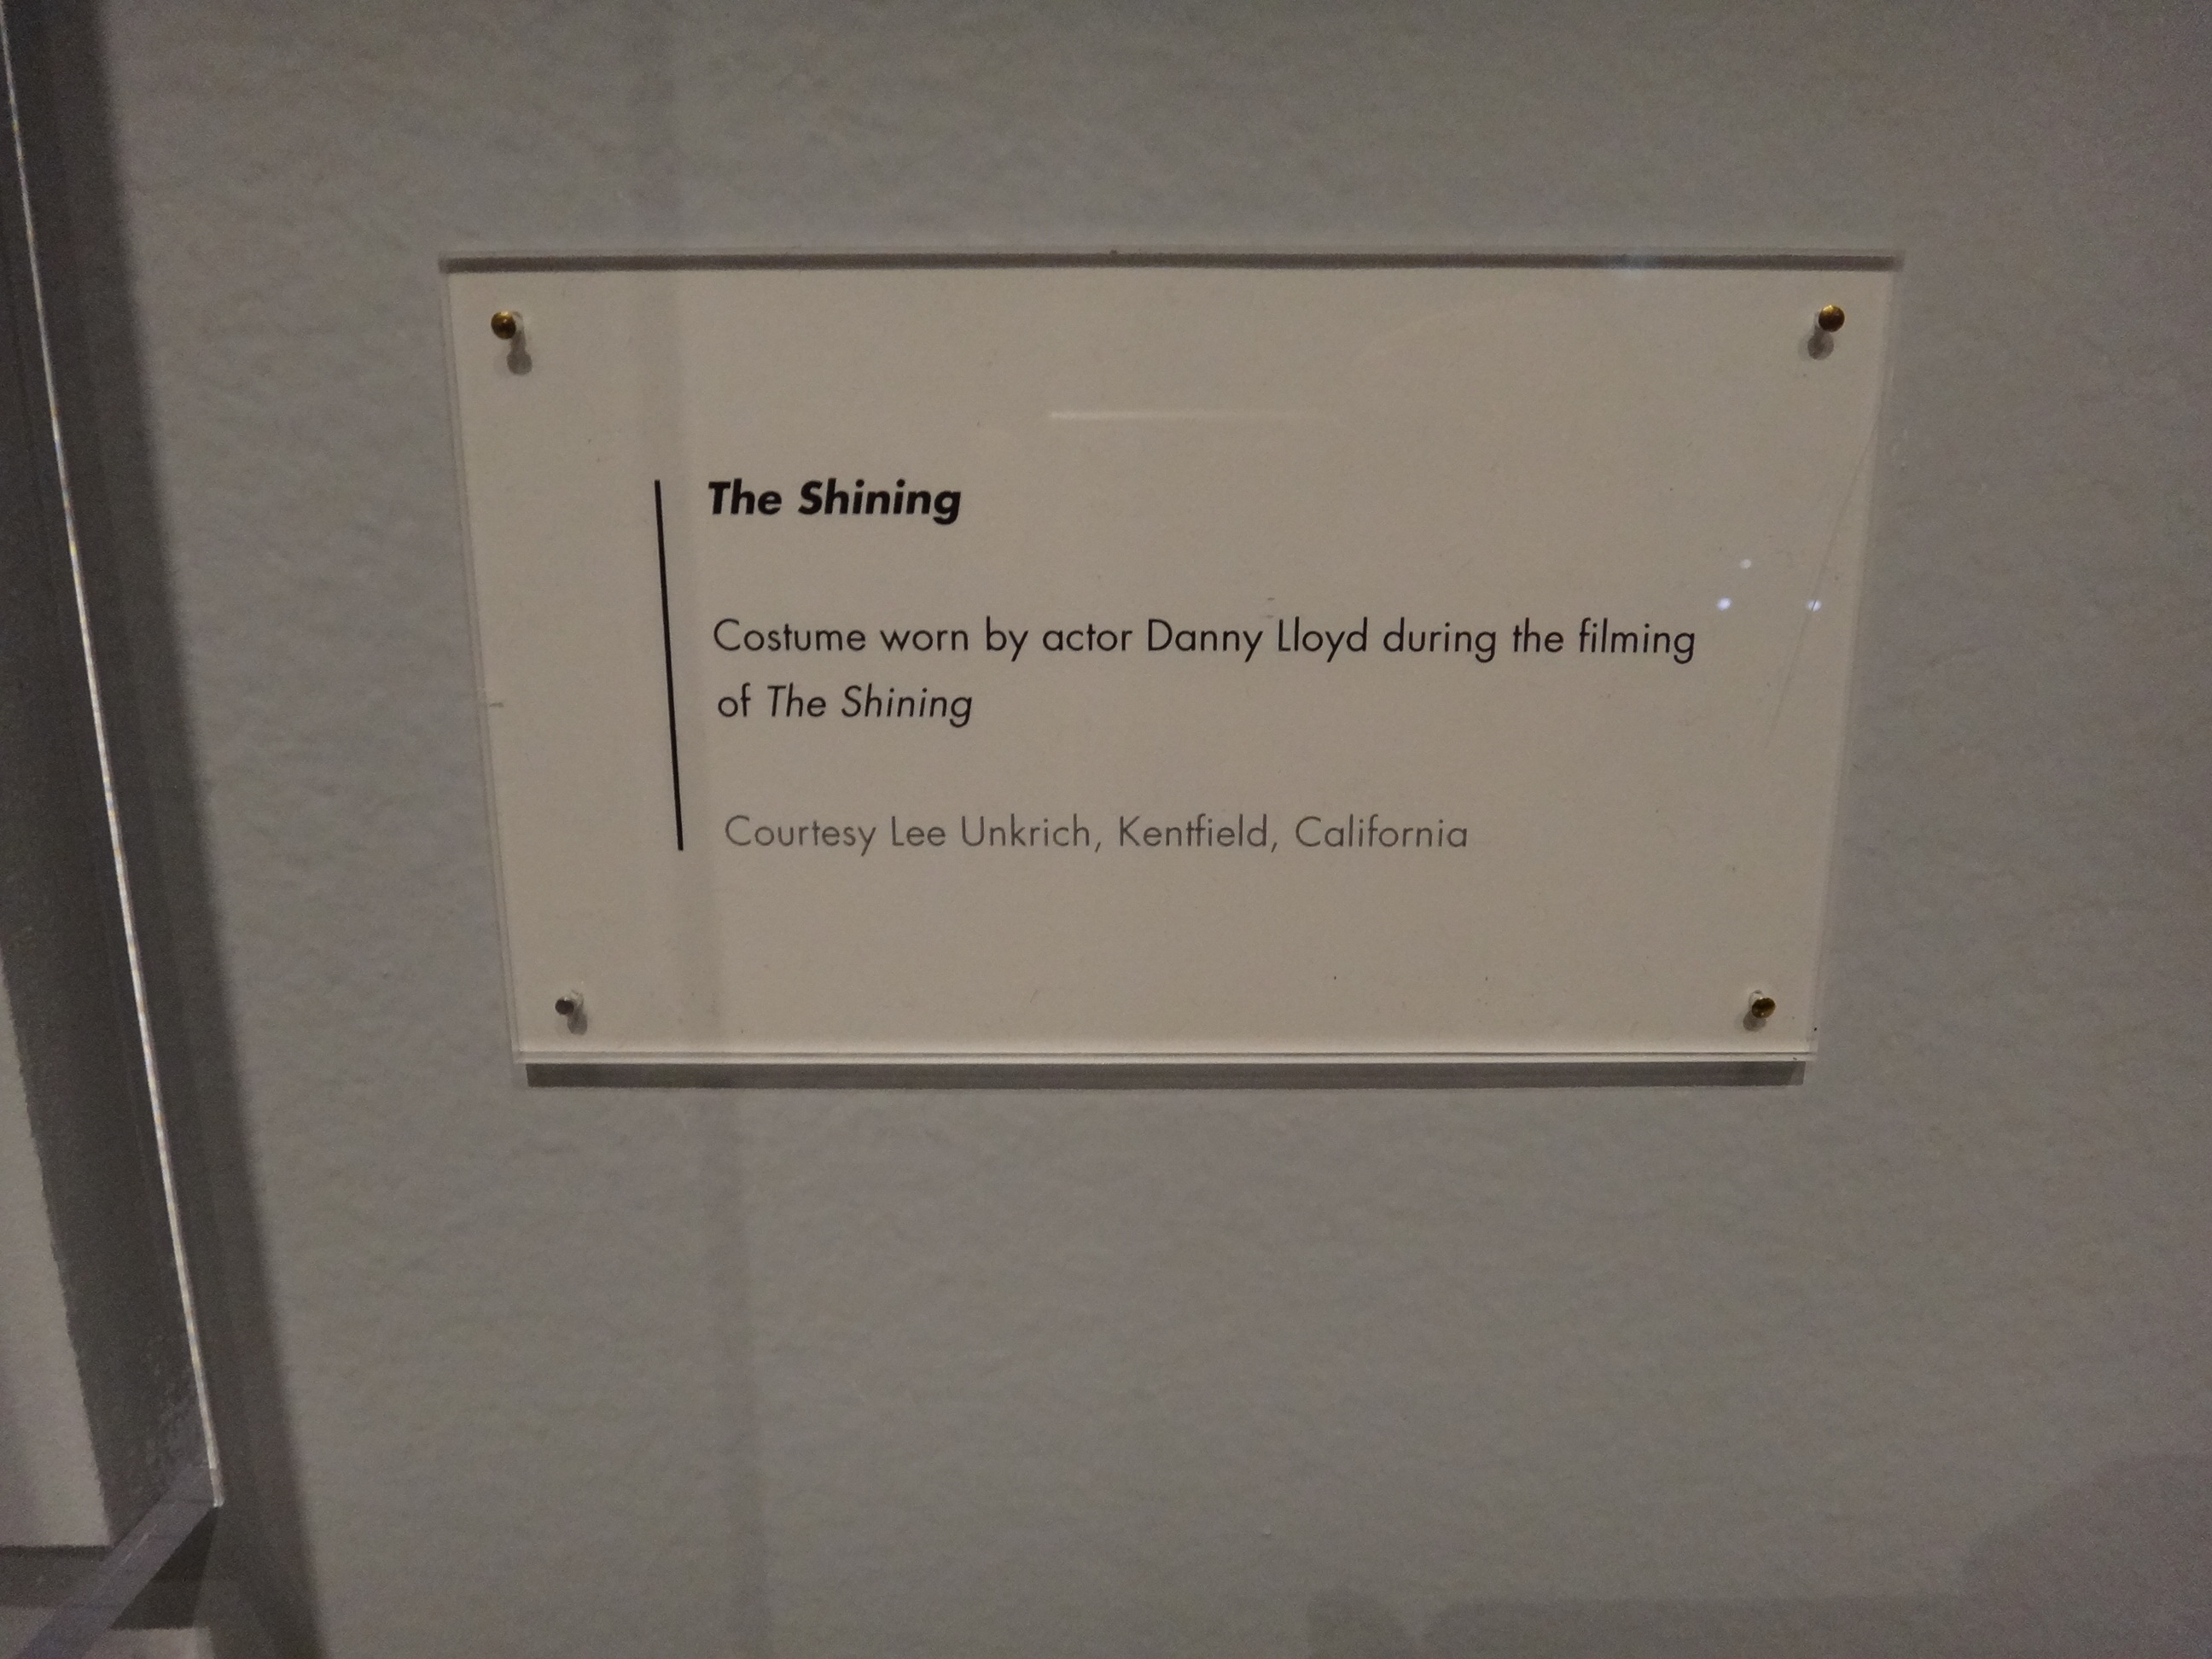 The Shining
Costume worn by actor Danny Lloyd during the filming
of The Shining
Courtesy Lee Unkrich, Kentfield, California